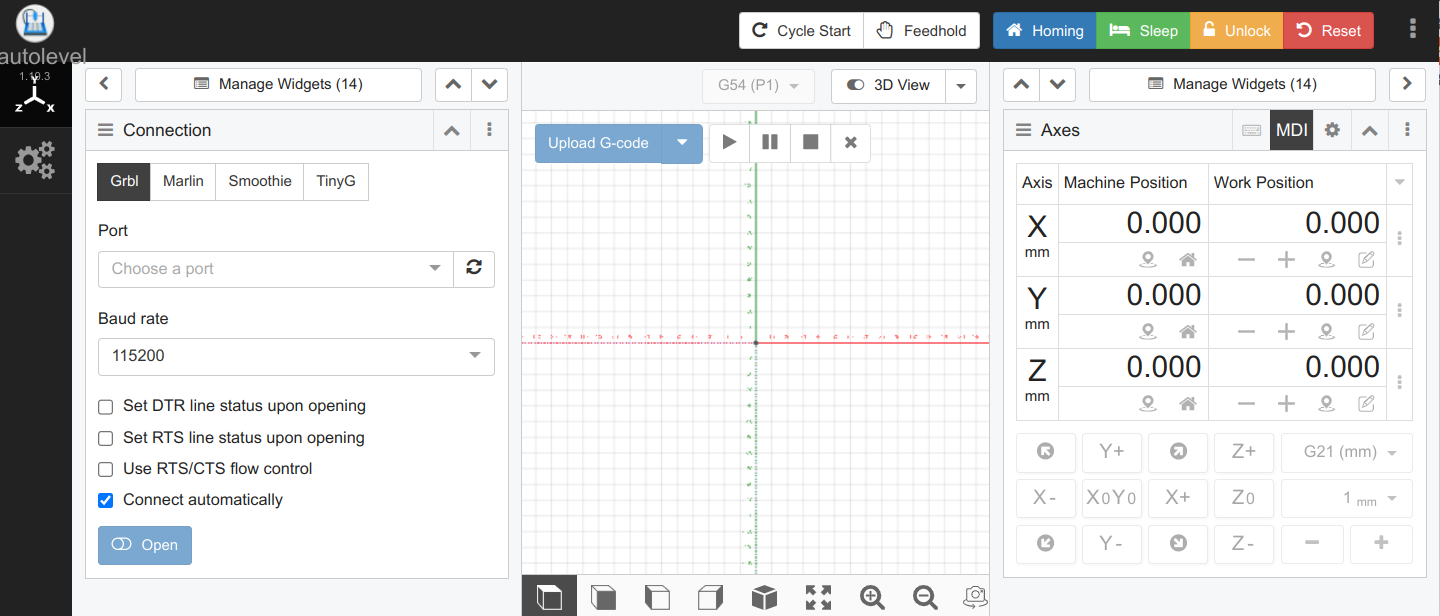 autolevel
1.10.3
Y
Z X
Cycle Start
Feedhold
Homing
Sleep
Unlock
Reset
Manage Widgets (14)
Connection
Grbl
Marlin
Smoothie
TinyG
Port
Choose a port
Baud rate
115200
Set DTR line status upon opening
Set RTS line status upon opening
Use RTS/CTS flow control
Connect automatically
Open
G54 (P1)
3D View
Upload G-code
Manage Widgets (14)
Axes
MDI
Axis Machine Position Work Position
X 0.000 0.000
mm
Y 0.000 0.000
mm
Z 0.000 0.000
mm
Y+ Z+ G21 (mm)
X- X0Y0 X+ Z0 1 mm
Y- Z-